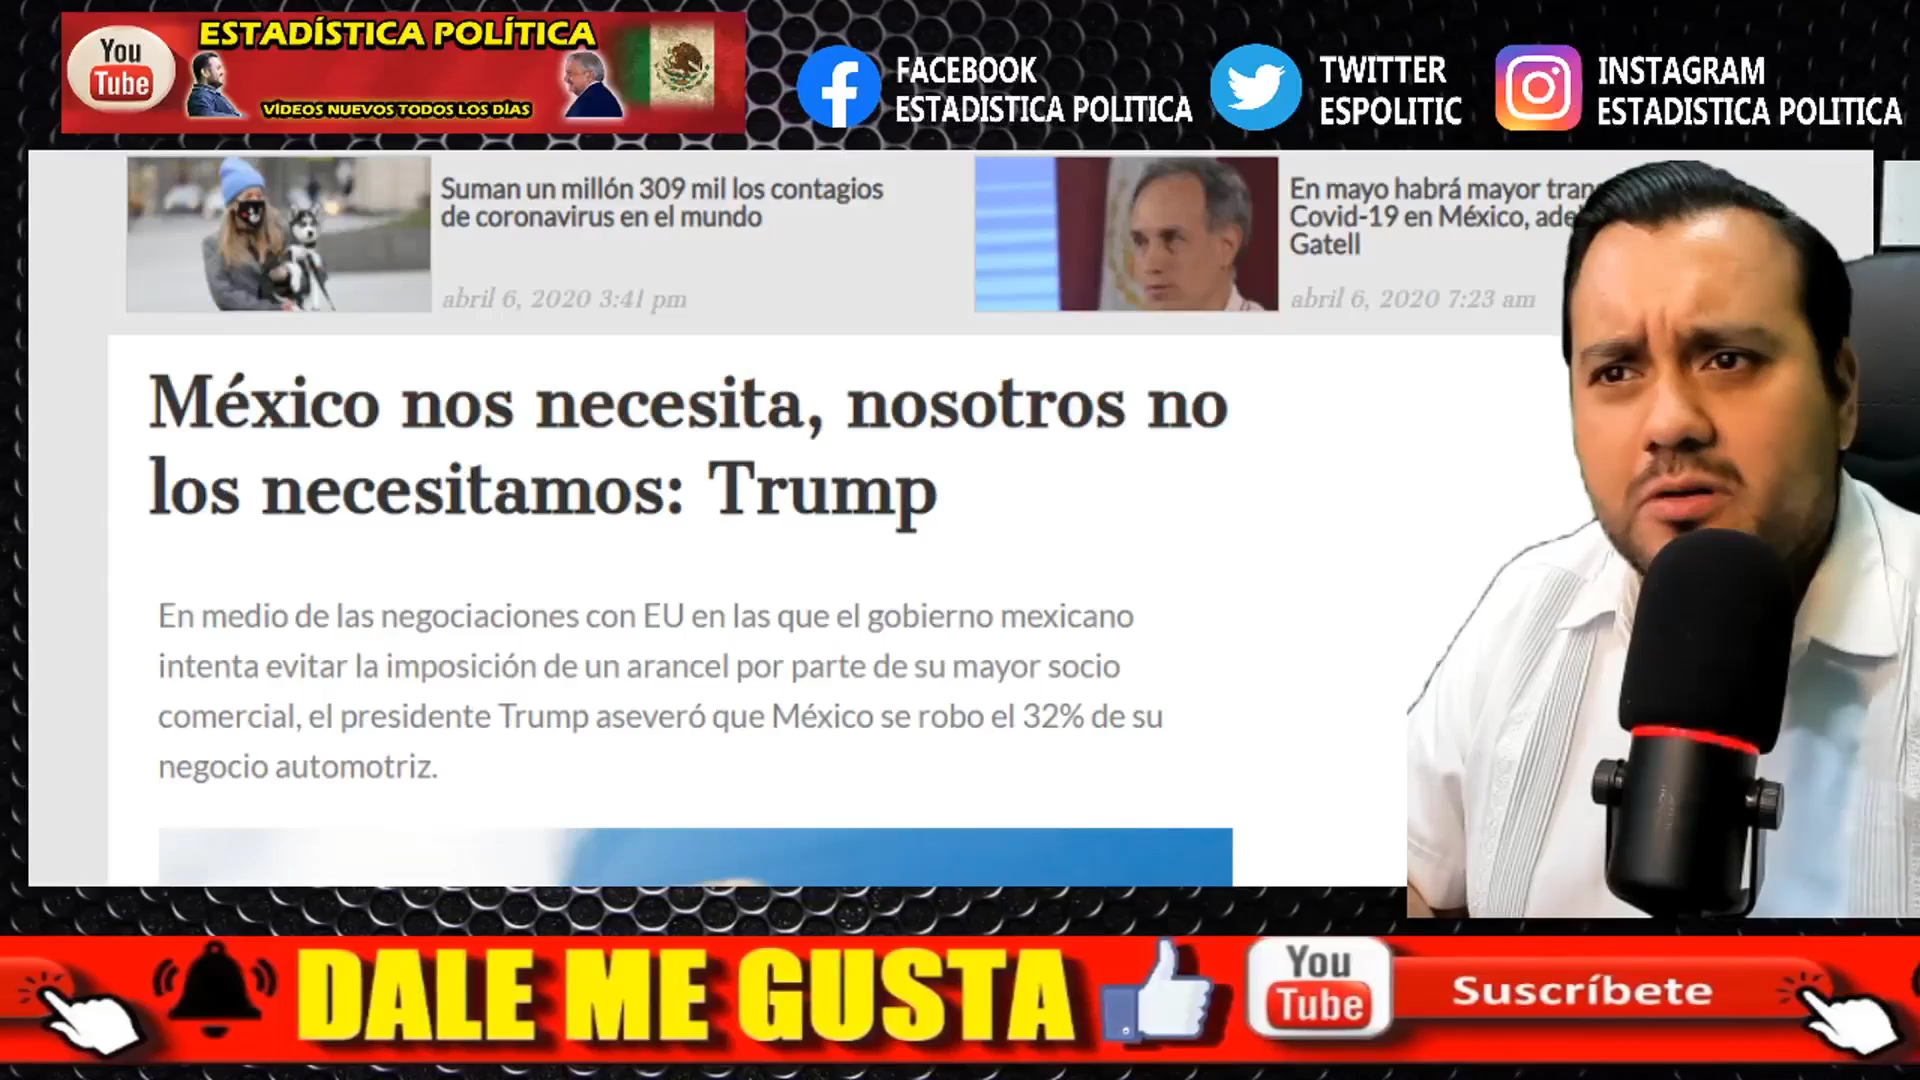 You
Tube
ESTADÍSTICA POLÍTICA
VÍDEOS NUEVOS TODOS LOS DÍAS
FACEBOOK
ESTADISTICA POLITICA
TWITTER
ESPOLITIC
INSTAGRAM
ESTADISTICA POLITICA
Suman un millón 309 mil los contagios
de coronavirus en el mundo
abril 6, 2020 3:41 pm
En mayo habrá mayor
Covid-19 en México,
Gatell
abril 6, 2020 7:23 am
México nos necesita, nosotros no
los necesitamos: Trump
En medio de las negociaciones con EU en las que el gobierno mexicano
intenta evitar la imposición de un arancel por parte de su mayor socio
comercial, el presidente Trump aseveró que México se robo el 32% de su
negocio automotriz.
DALE ME GUSTA
You
Tube
Suscríbete